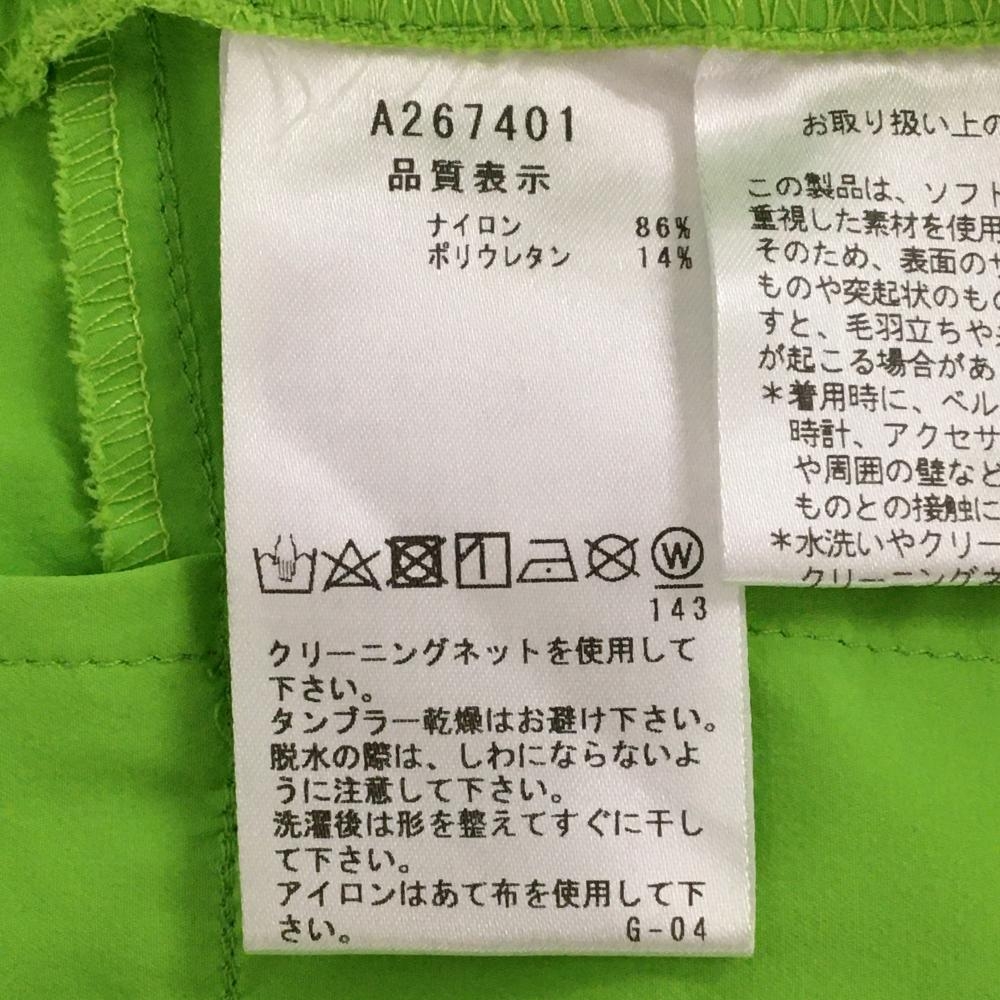 A267401
品質表示
ナイロン 86%
ポリウレタン 14%
W
143
クリーニングネットを使用して
下さい。
タンブラー乾燥はお避け下さい。
脱水の際は、しわにならないよ
うに注意して下さい。
洗濯後は形を整えてすぐに干し
て下さい。
アイロンはあて布を使用して下
さい。 G-04
お取り扱い上の
この製品は、ソフト
重視した素材を使用
そのため、表面の
ものや突起状のもの
すと、毛羽立ちや
が起こる場合があ
*着用時に、ベル
時計、アクセサ
や周囲の壁など
ものとの接触に
*水洗いやクリー
クリーニングネ